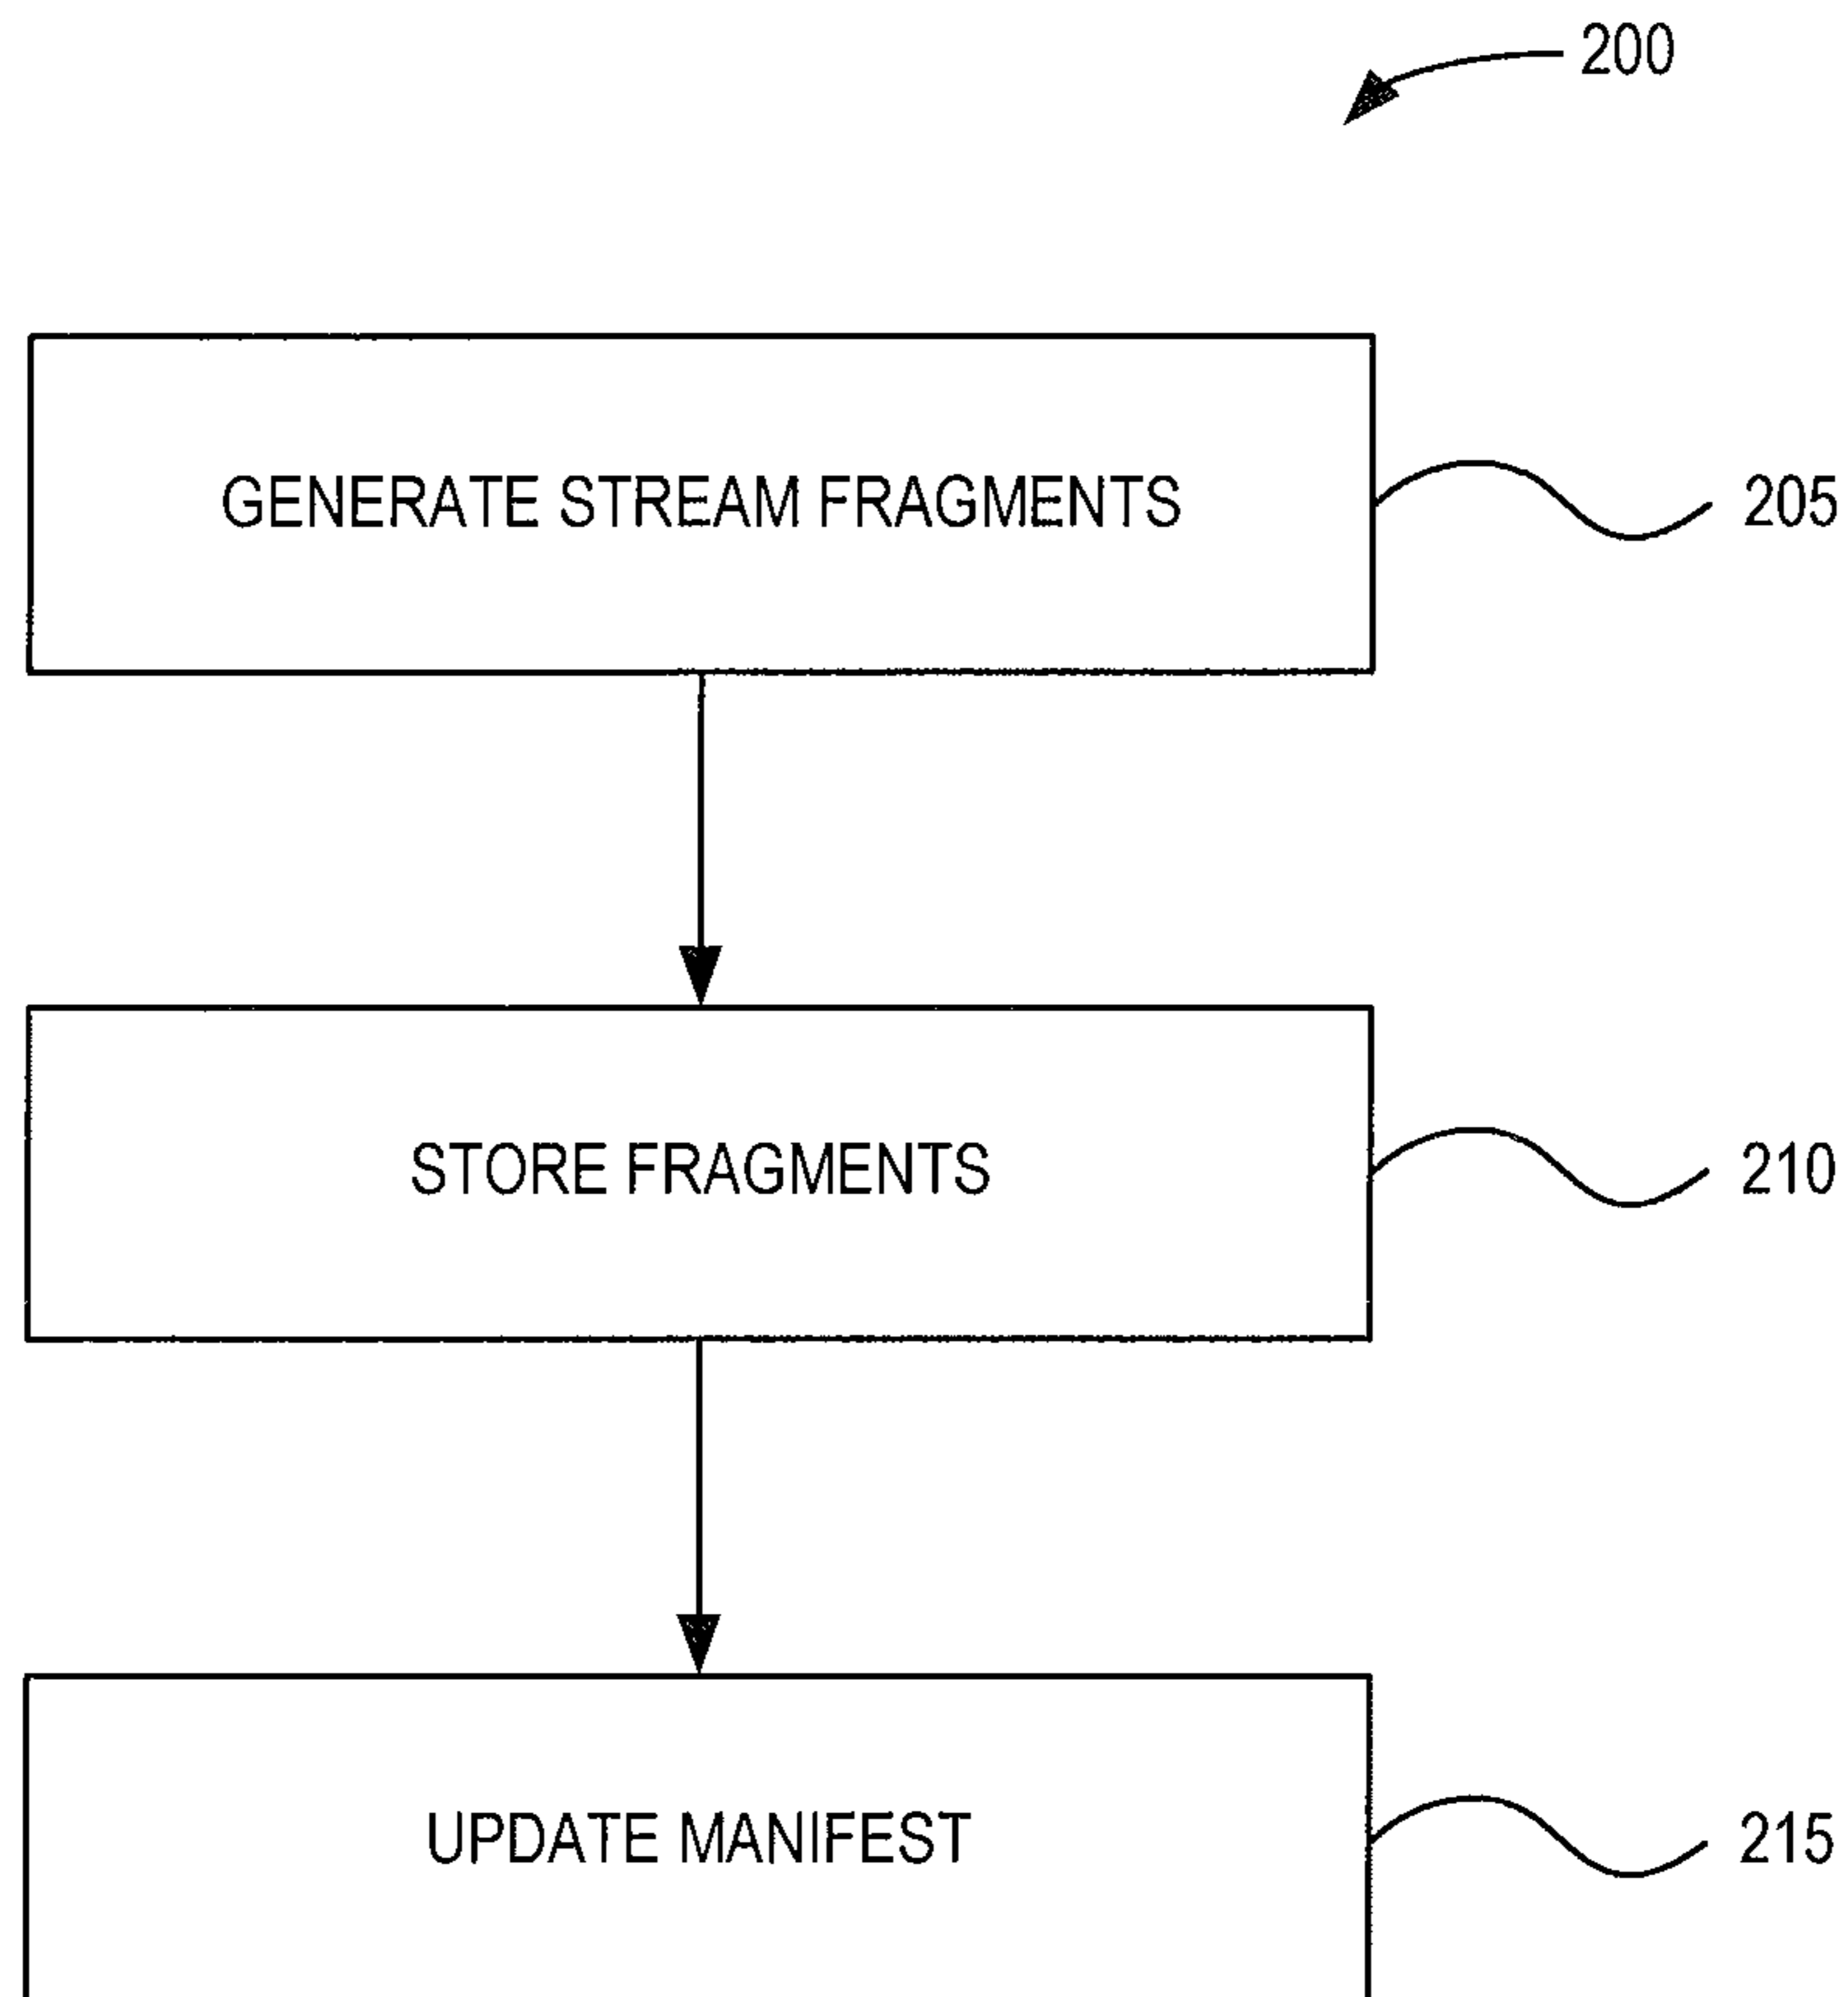 200
GENERATE STREAM FRAGMENTS
205
STORE FRAGMENTS
210
UPDATE MANIFEST
215